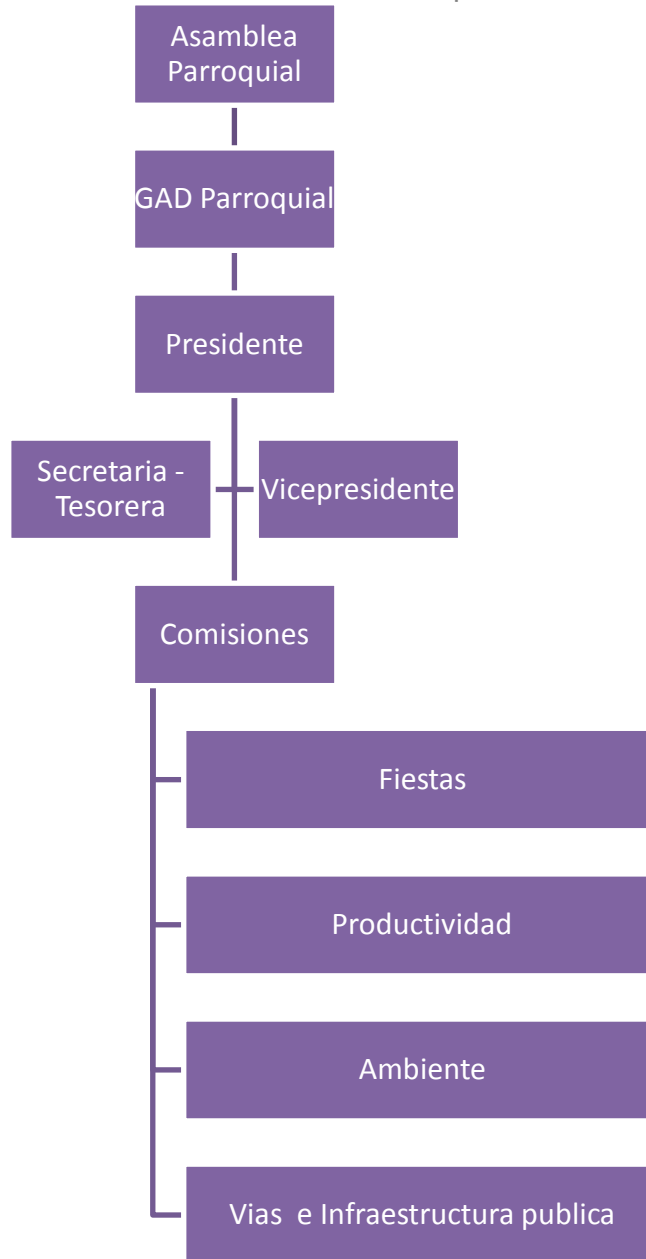 Asamblea
Parroquial
GAD Parroquial
Presidente
Secretaria -
Tesorera
Vicepresidente
Comisiones
Fiestas
Productividad
Ambiente
Vias e Infraestructura publica